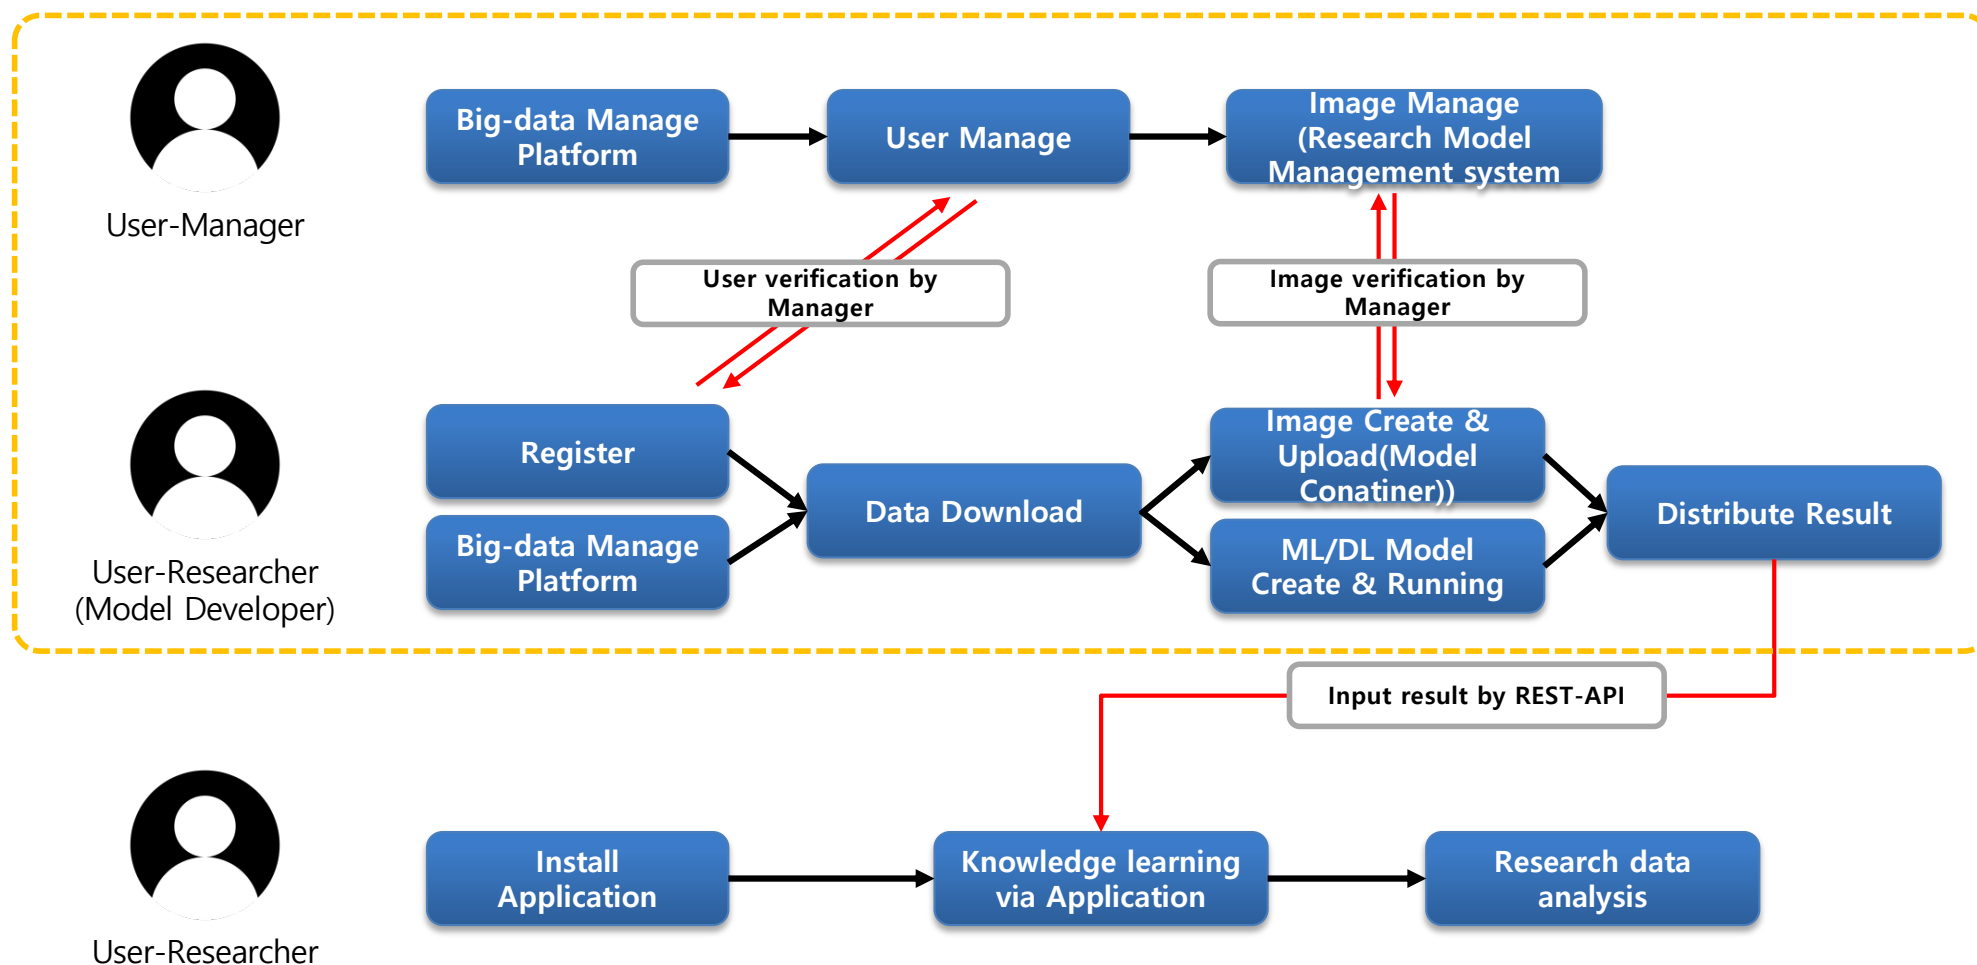 User-Manager
Big-data Manage
Platform
User Manage
Image Manage
(Research Model
Management system
User verification by
Manager
Image verification by
Manager
User-Researcher
(Model Developer)
Register
Big-data Manage
Platform
Data Download
Image Create &
Upload(Model
Conatiner))
ML/DL Model
Create & Running
Distribute Result
Input result by REST-API
User-Researcher
Install
Application
Knowledge learning
via Application
Research data
analysis